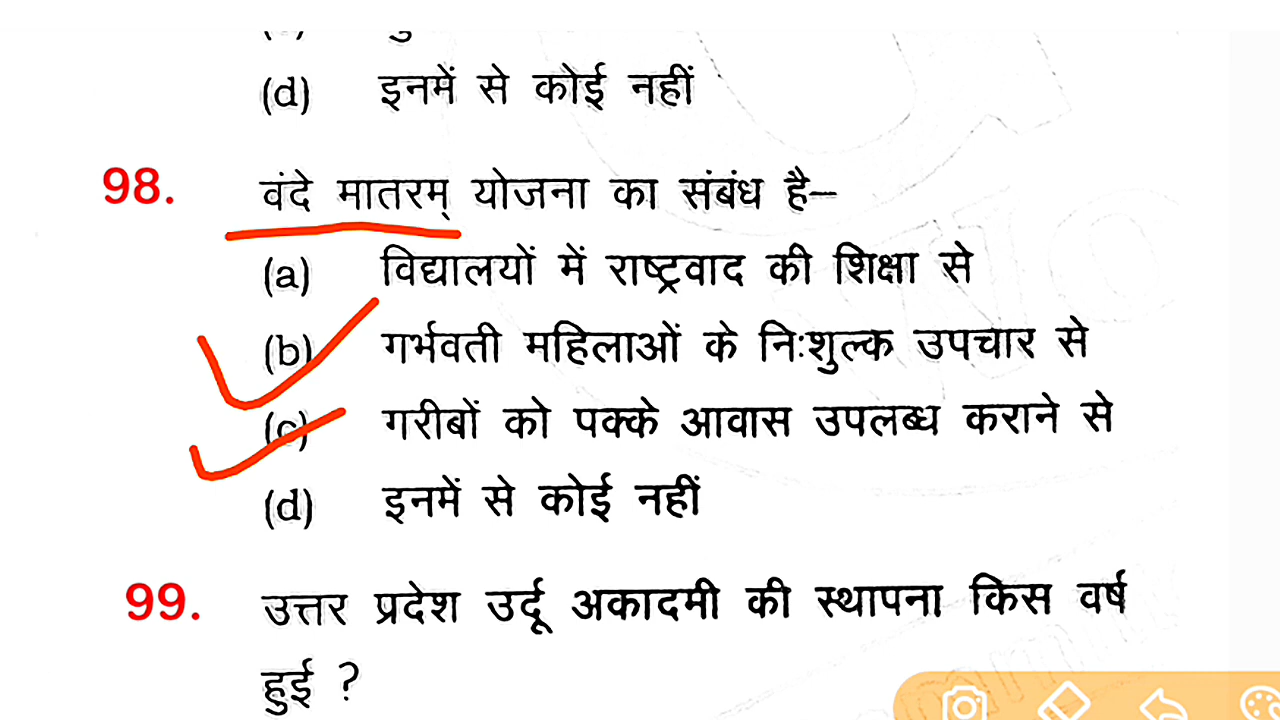 (d) इनमें से कोई नहीं
98. वंदे मातरम् योजना का संबंध है–
(a) विद्यालयों में राष्ट्रवाद की शिक्षा से
(b) गर्भवती महिलाओं के निःशुल्क उपचार से
(c) गरीबों को पक्के आवास उपलब्ध कराने से
(d) इनमें से कोई नहीं
99. उत्तर प्रदेश उर्दू अकादमी की स्थापना किस वर्ष
हुई ?